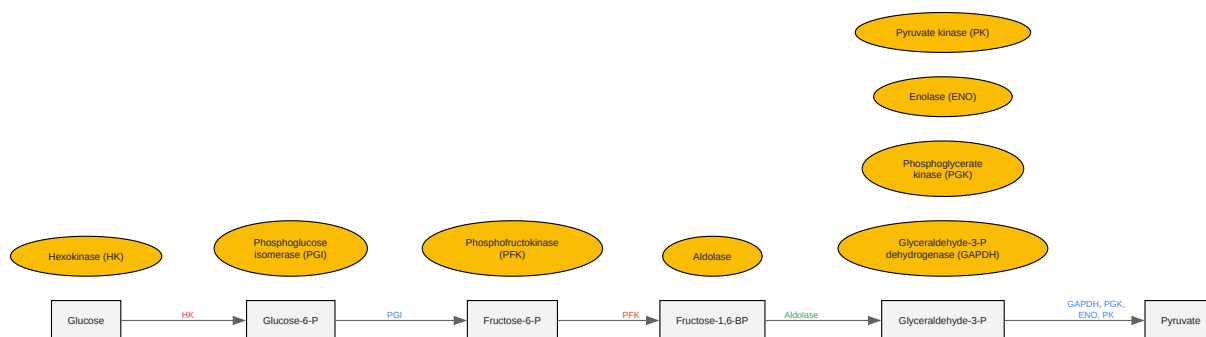 Pyruvate kinase (PK)
Enolase (ENO)
Phosphoglycerate
kinase (PGK)
Hexokinase (HK)
Phosphoglucose
isomerase (PGI)
Phosphofructokinase
(PFK)
Aldolase
Glyceraldehyde-3-P
dehydrogenase (GAPDH)
Glucose
HK
Glucose-6-P
PGI
Fructose-6-P
PFK
Fructose-1,6-BP
Aldolase
Glyceraldehyde-3-P
GAPDH, PGK,
ENO, PK
Pyruvate